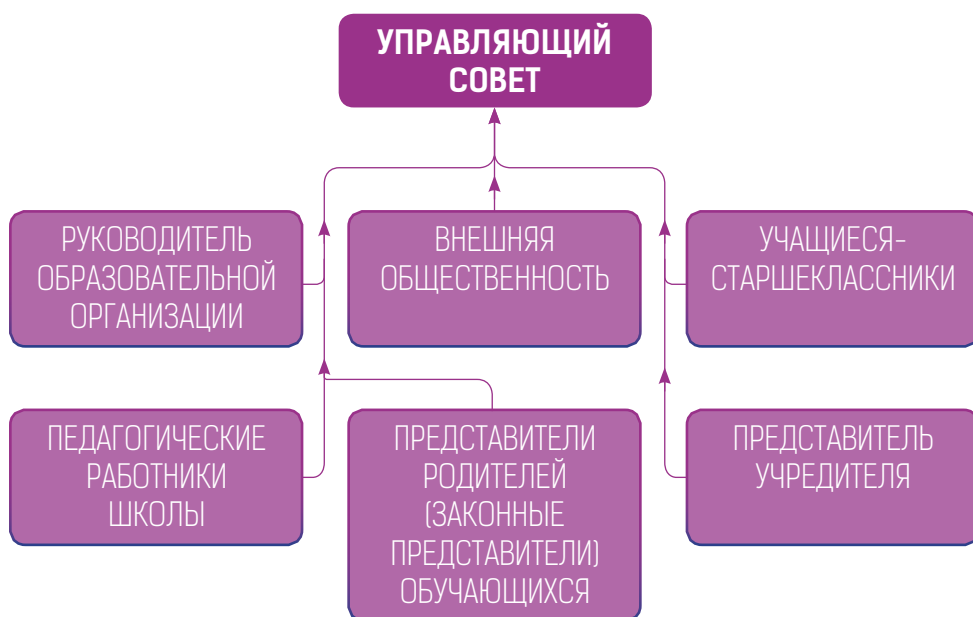 УПРАВЛЯЮЩИЙ
СОВЕТ
РУКОВОДИТЕЛЬ
ОБРАЗОВАТЕЛЬНОЙ
ОРГАНИЗАЦИИ
ВНЕШНЯЯ
ОБЩЕСТВЕННОСТЬ
УЧАЩИЕСЯ-
СТАРШЕКЛАССНИКИ
ПЕДАГОГИЧЕСКИЕ
РАБОТНИКИ
ШКОЛЫ
ПРЕДСТАВИТЕЛИ
РОДИТЕЛЕЙ
(ЗАКОННЫЕ
ПРЕДСТАВИТЕЛИ)
ОБУЧАЮЩИХСЯ
ПРЕДСТАВИТЕЛЬ
УЧРЕДИТЕЛЯ